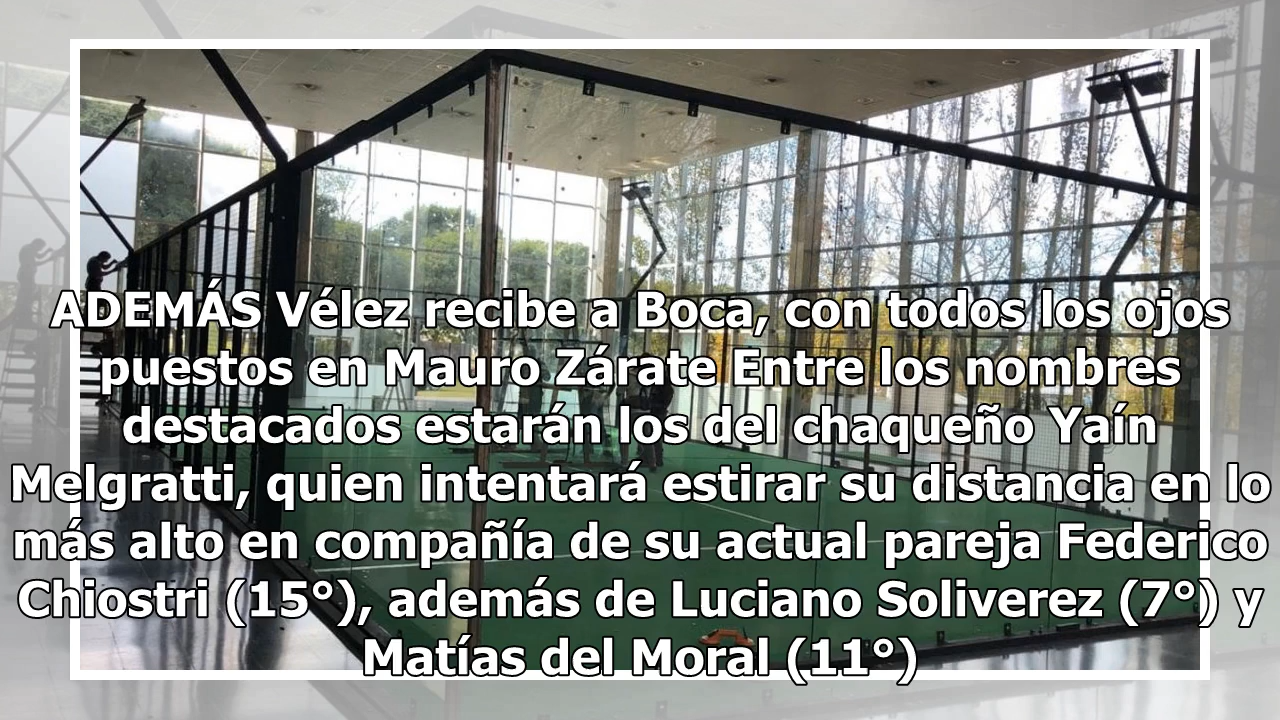 ADEMÁS Vélez recibe a Boca, con todos los ojos
puestos en Mauro Zárate Entre los nombres
destacados estarán los del chaqueño Yaín
Melgratti, quien intentará estirar su distancia en lo
más alto en compañía de su actual pareja Federico
Chiostri (15°), además de Luciano Soliverez (7°) y
Matías del Moral (11°)